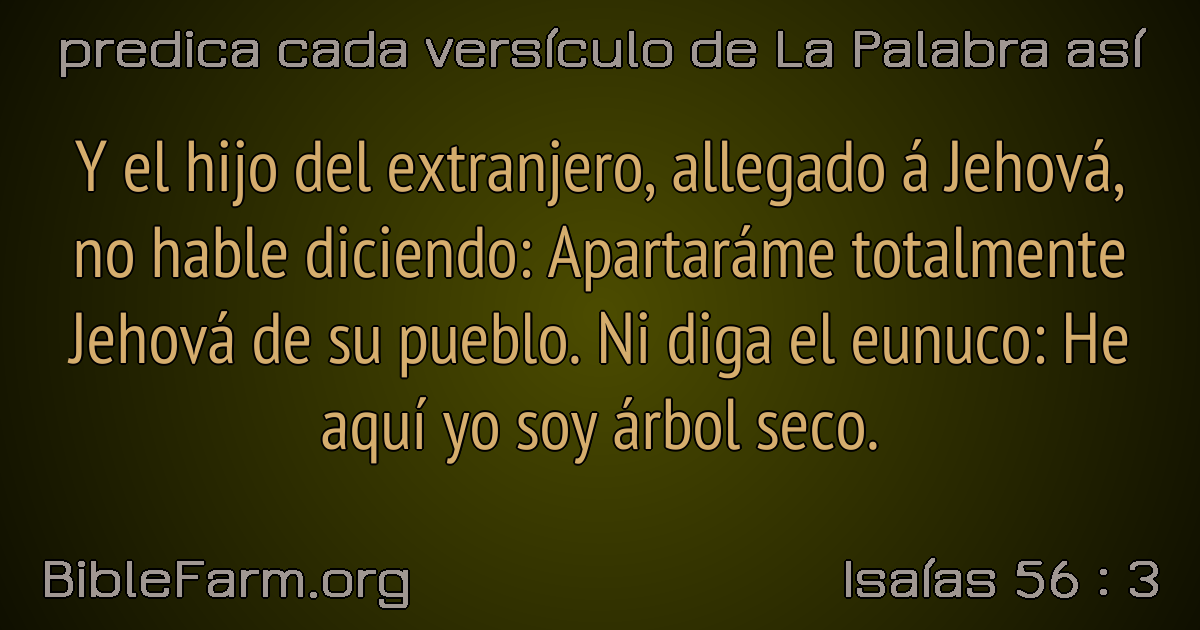 predica cada versículo de La Palabra así
Y el hijo del extranjero, allegado á Jehová,
no hable diciendo: Apartaráme totalmente
Jehová de su pueblo. Ni diga el eunuco: He
aquí yo soy árbol seco.
BibleFarm.org
Isaías 56 : 3